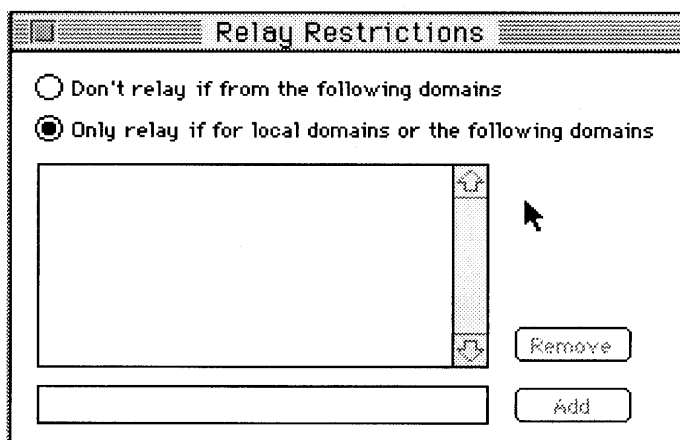 Relay Restrictions
Don't relay if from the following domains
Only relay if for local domains or the following domains
Remove
Add